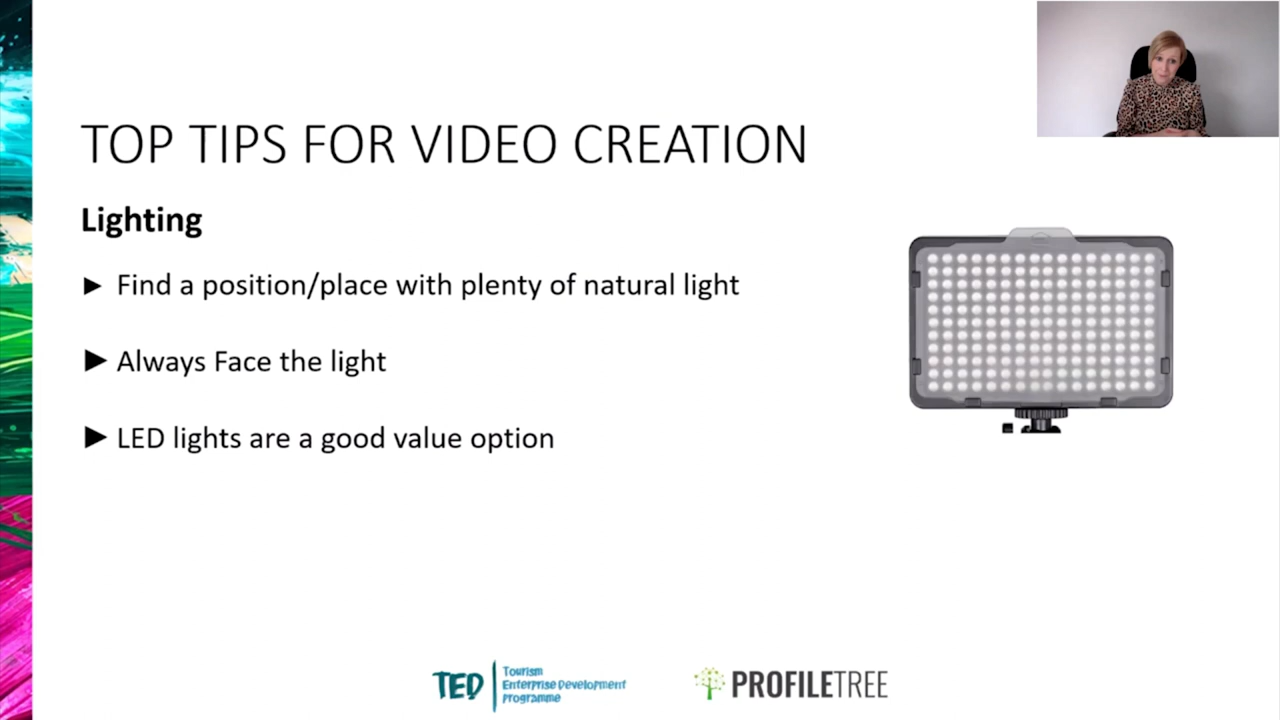 TOP TIPS FOR VIDEO CREATION
Lighting
► Find a position/place with plenty of natural light
► Always Face the light
► LED lights are a good value option
TED
Tourism
Enterprise Development
Programme
PROFILETREE